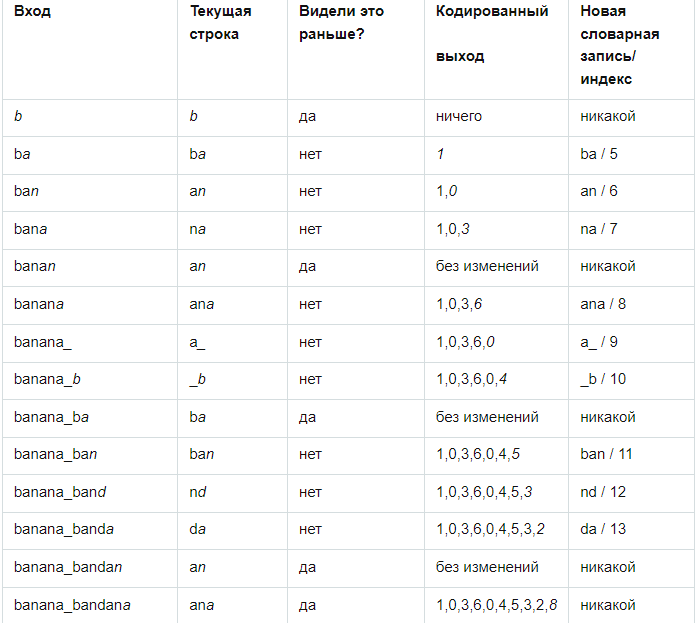 Вход Текущая строка Видели это раньше? Кодированный выход Новая словарная запись/ индекс
b b да ничего никакой
ba ba нет 1 ba / 5
ban an нет 1,0 an / 6
bana na нет 1,0,3 na / 7
banan an да без изменений никакой
banana ana нет 1,0,3,6 ana / 8
banana_ a_ нет 1,0,3,6,0 a_ / 9
banana_b _b нет 1,0,3,6,0,4 _b / 10
banana_ba ba да без изменений никакой
banana_ban ban нет 1,0,3,6,0,4,5 ban / 11
banana_band nd нет 1,0,3,6,0,4,5,3 nd / 12
banana_banda da нет 1,0,3,6,0,4,5,3,2 da / 13
banana_bandan an да без изменений никакой
banana_bandana ana да 1,0,3,6,0,4,5,3,2,8 никакой